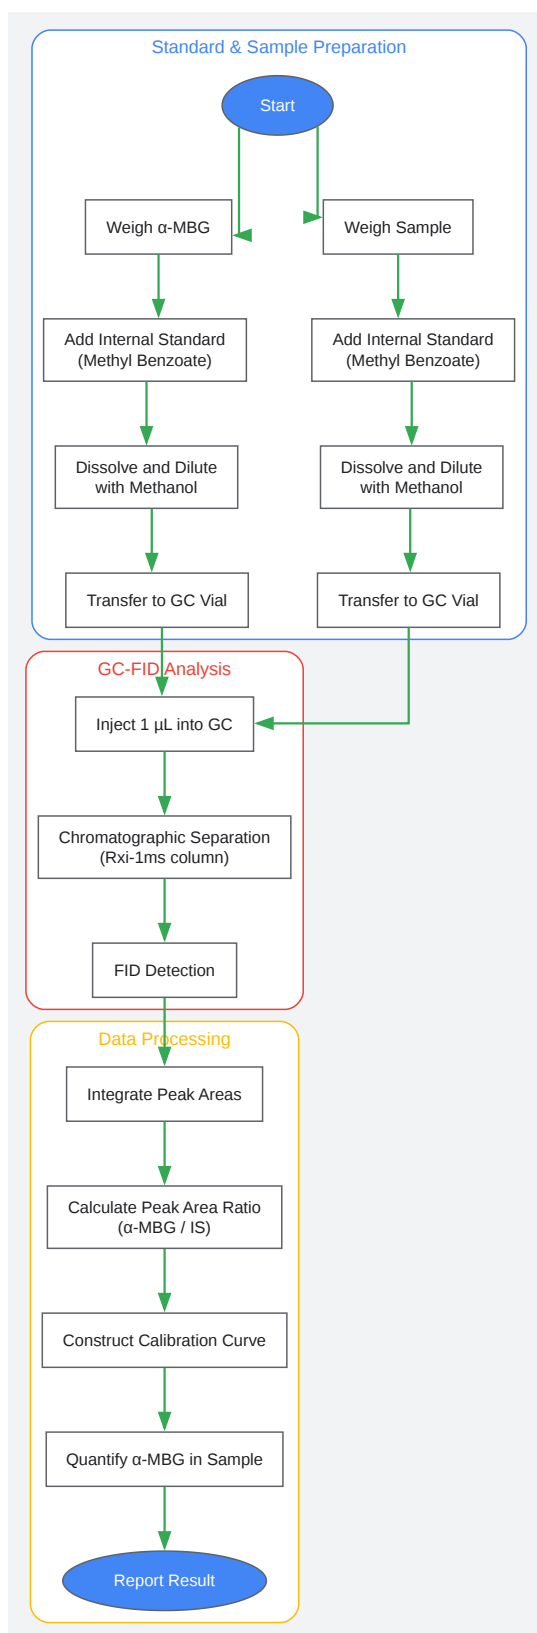 Standard & Sample Preparation
Start
Weigh α-MBG
Weigh Sample
Add Internal Standard
(Methyl Benzoate)
Add Internal Standard
(Methyl Benzoate)
Dissolve and Dilute
with Methanol
Dissolve and Dilute
with Methanol
Transfer to GC Vial
Transfer to GC Vial
GC-FID Analysis
Inject 1 µL into GC
Chromatographic Separation
(Rxi-1ms column)
FID Detection
Data Processing
Integrate Peak Areas
Calculate Peak Area Ratio
(α-MBG / IS)
Construct Calibration Curve
Quantify α-MBG in Sample
Report Result